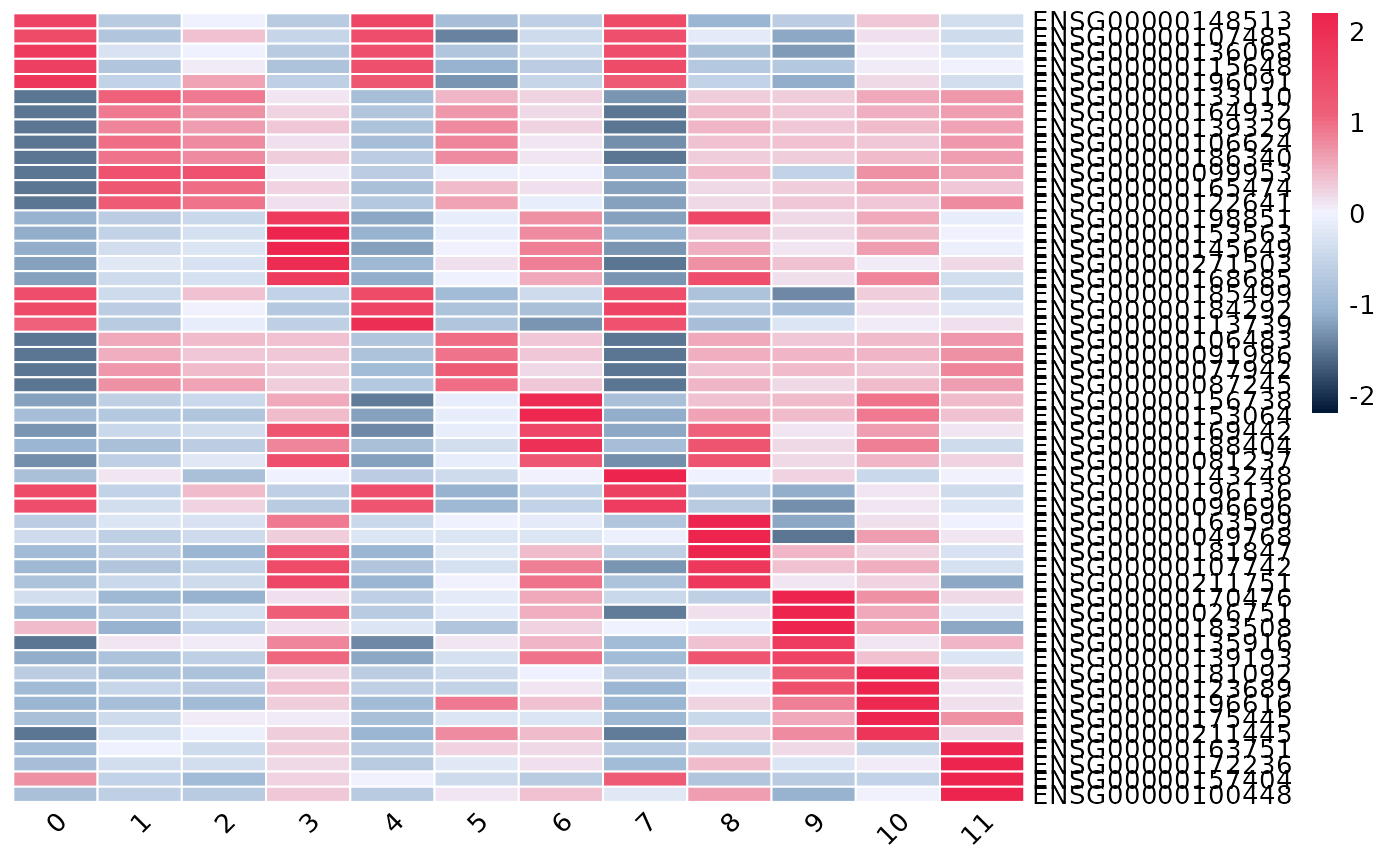 ENSG00000148513
ENSG00000107485
ENSG00000136068
ENSG00000115648
ENSG00000196091
ENSG00000133110
ENSG00000164932
ENSG00000139329
ENSG00000106624
ENSG00000186340
ENSG00000099953
ENSG00000165474
ENSG00000122641
ENSG00000198851
ENSG00000153563
ENSG00000145649
ENSG00000271503
ENSG00000168685
ENSG00000185499
ENSG00000184292
ENSG00000113739
ENSG00000106483
ENSG00000091986
ENSG00000077942
ENSG00000087245
ENSG00000156738
ENSG00000153064
ENSG00000169442
ENSG00000188404
ENSG00000081237
ENSG00000143248
ENSG00000196136
ENSG00000096696
ENSG00000163599
ENSG00000049768
ENSG00000181847
ENSG00000107742
ENSG00000211751
ENSG00000170476
ENSG00000026751
ENSG00000183508
ENSG00000135916
ENSG00000139193
ENSG00000181092
ENSG00000123689
ENSG00000196616
ENSG00000175445
ENSG00000211445
ENSG00000163751
ENSG00000172236
ENSG00000157404
ENSG00000100448
2
1
0
-1
-2
0 1 2 3 4 5 6 7 8 9 10 11